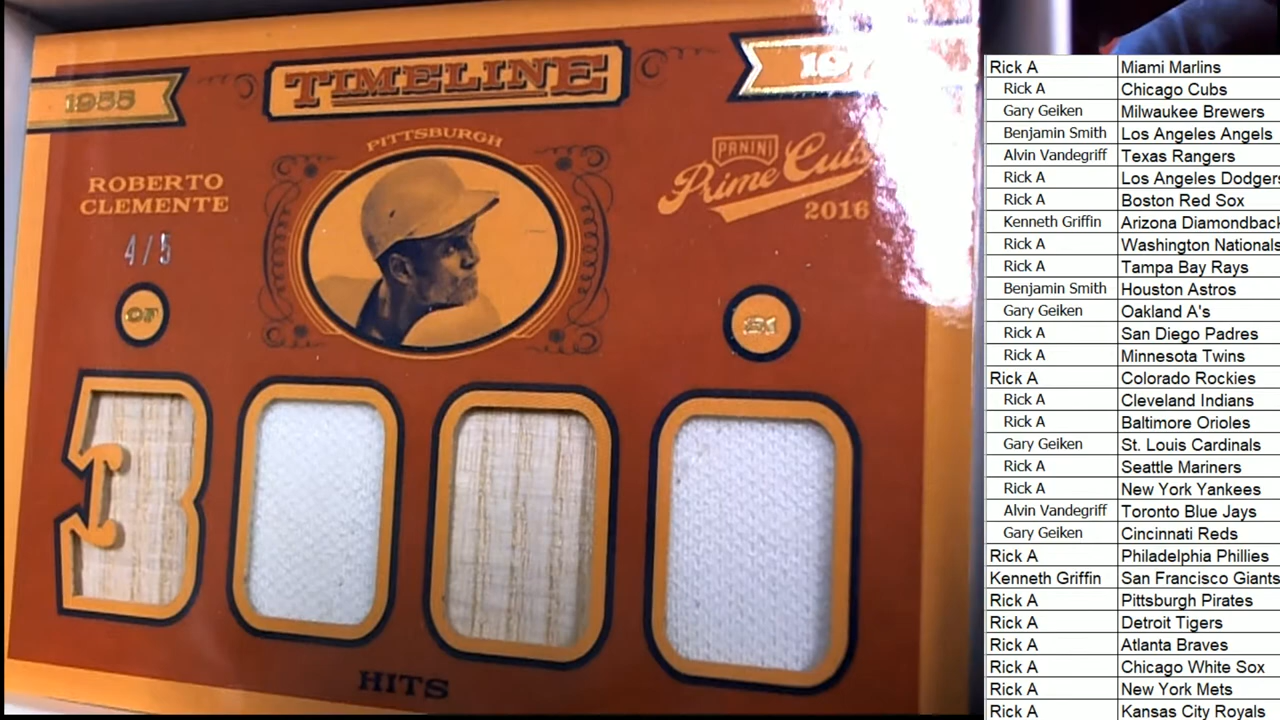 1955
TIMELINE
PITTSBURGH
PANINI
Prime Cuts
2016
ROBERTO
CLEMENTE
4/5
OF
21
3000
HITS
Rick A Miami Marlins
Rick A Chicago Cubs
Gary Geiken Milwaukee Brewers
Benjamin Smith Los Angeles Angels
Alvin Vandegriff Texas Rangers
Rick A Los Angeles Dodgers
Rick A Boston Red Sox
Kenneth Griffin Arizona Diamondback
Rick A Washington Nationals
Rick A Tampa Bay Rays
Benjamin Smith Houston Astros
Gary Geiken Oakland A's
Rick A San Diego Padres
Rick A Minnesota Twins
Rick A Colorado Rockies
Rick A Cleveland Indians
Rick A Baltimore Orioles
Gary Geiken St. Louis Cardinals
Rick A Seattle Mariners
Rick A New York Yankees
Alvin Vandegriff Toronto Blue Jays
Gary Geiken Cincinnati Reds
Rick A Philadelphia Phillies
Kenneth Griffin San Francisco Giants
Rick A Pittsburgh Pirates
Rick A Detroit Tigers
Rick A Atlanta Braves
Rick A Chicago White Sox
Rick A New York Mets
Rick A Kansas City Royals